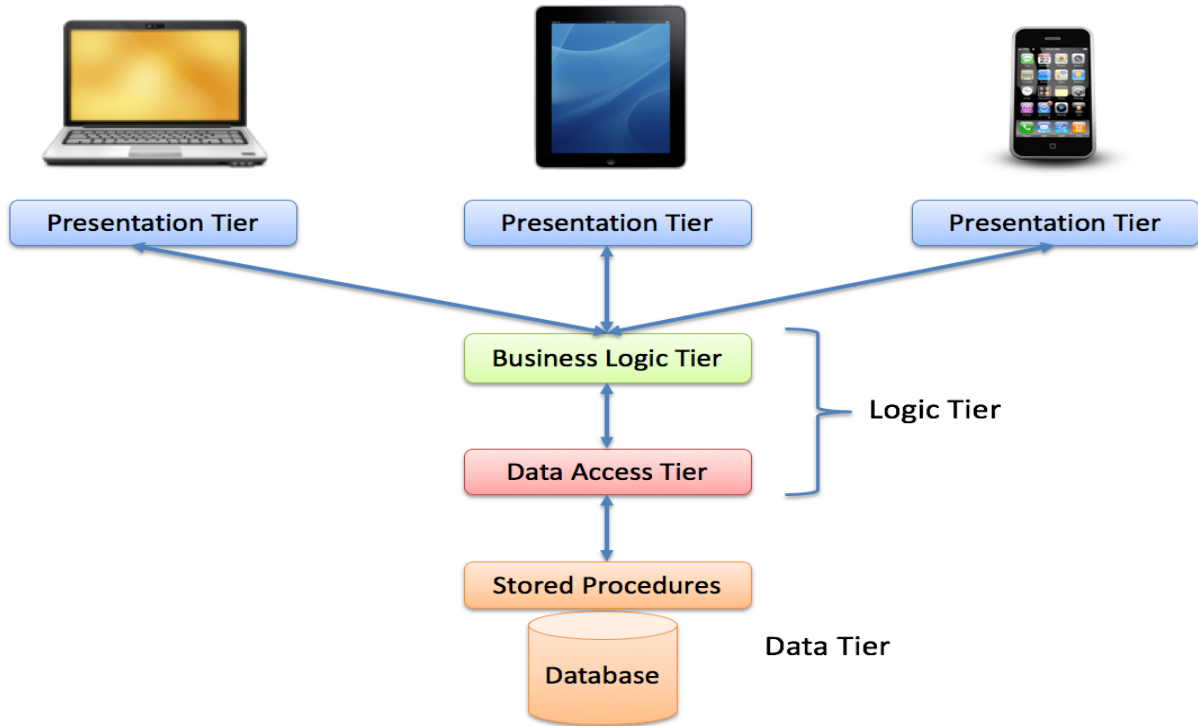 Presentation Tier
Presentation Tier
Presentation Tier
Business Logic Tier
Logic Tier
Data Access Tier
Stored Procedures
Data Tier
Database